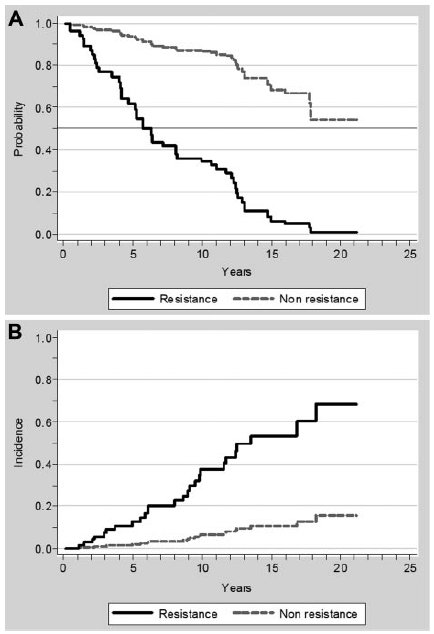 A
1.0
0.8
0.6
0.4
0.2
0.0
Probability
0 5 10 15 20 25
Years
Resistance Non resistance
B
1.0
0.8
0.6
0.4
0.2
0.0
Incidence
0 5 10 15 20 25
Years
Resistance Non resistance